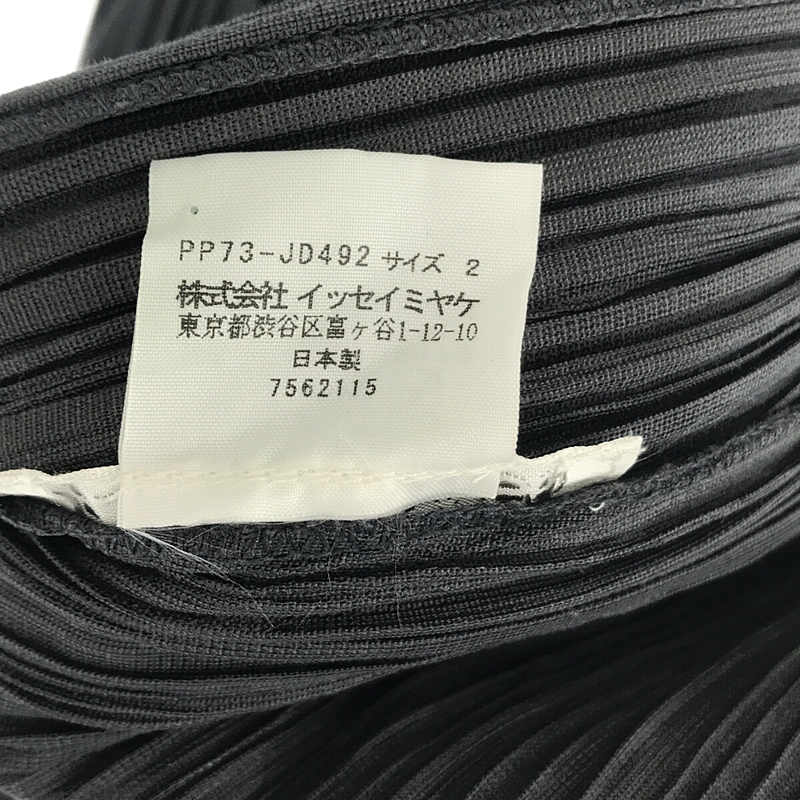 PP73-JD492 サイズ 2
株式会社 イッセイミヤケ
東京都渋谷区富ヶ谷1-12-10
日本製
7562115